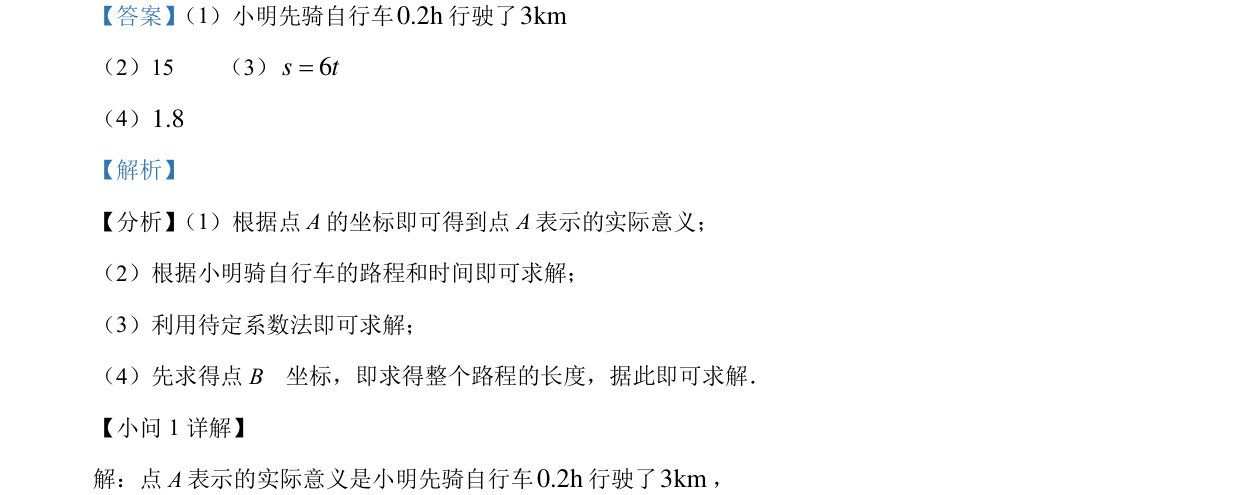 【答案】（1）小明先骑自行车0.2h行驶了3km
（2）15 （3）s = 6t
（4）1.8
【解析】
【分析】（1）根据点 A 的坐标即可得到点 A 表示的实际意义；
（2）根据小明骑自行车的路程和时间即可求解；
（3）利用待定系数法即可求解；
（4）先求得点 B 坐标，即求得整个路程的长度，据此即可求解．
【小问 1 详解】
解：点 A 表示的实际意义是小明先骑自行车0.2h行驶了3km，